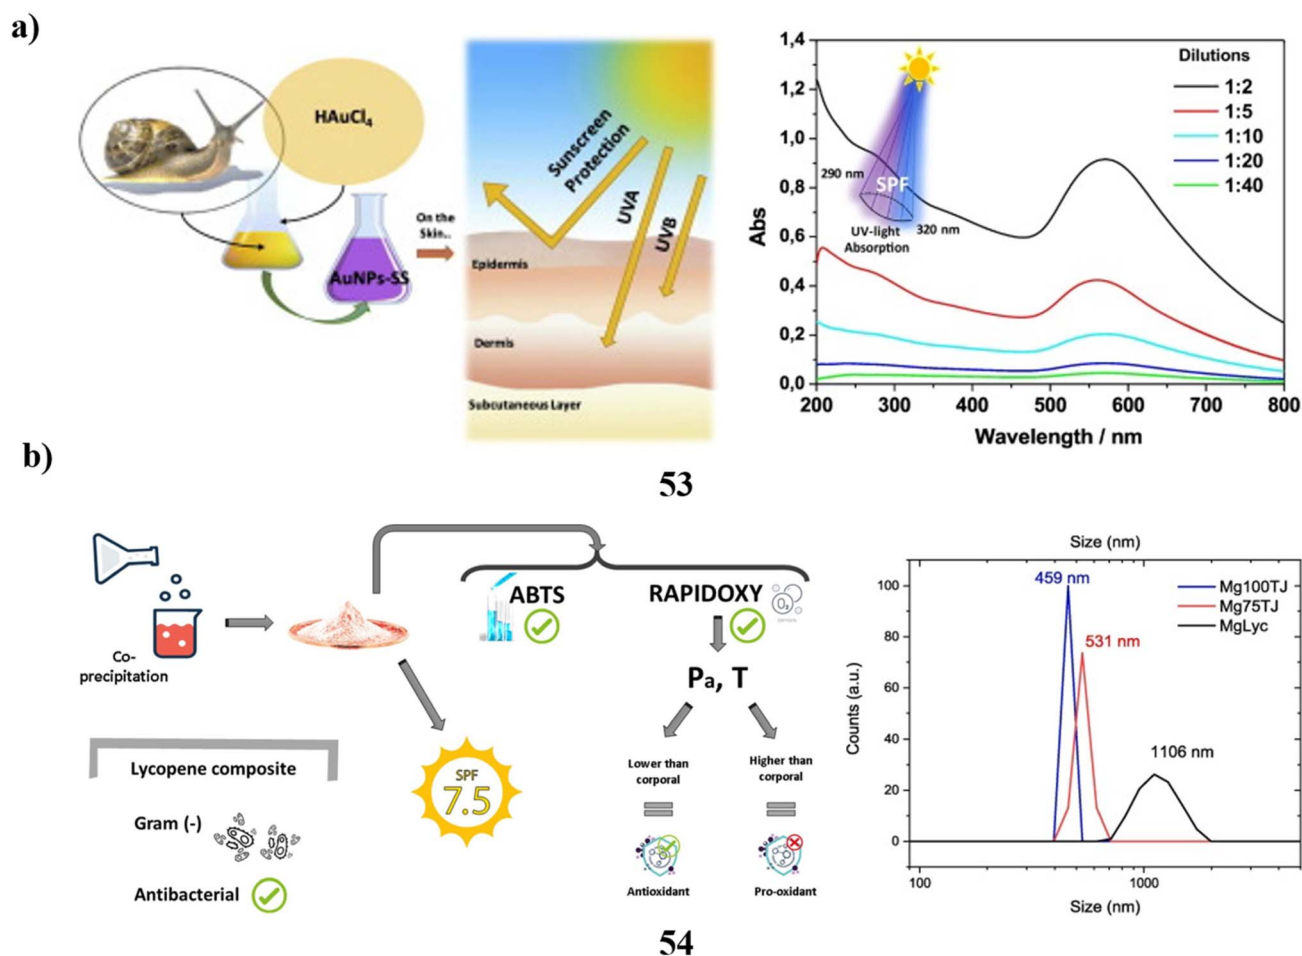 a)
HAuCl4
AuNPs-SS
On the
Skin..
Sunscreen
Protection
UVA
UVB
Epidermis
Dermis
Subcutaneous Layer
Abs
1,4
1,2
1,0
0,8
0,6
0,4
0,2
0,0
200
300
400
500
600
700
800
Wavelength / nm
Dilutions
1:2
1:5
1:10
1:20
1:40
290 nm
SPF
320 nm
UV-light
Absorption
53
b)
Co-
precipitation
ABTS
RAPIDOXY
O2
Pa, T
Lower than
corporal
Higher than
corporal
Antioxidant
Pro-oxidant
Lycopene composite
Gram (-)
Antibacterial
SPF
7.5
Size (nm)
Counts (a.u.)
100
80
60
40
20
0
459 nm
531 nm
1106 nm
Mg100TJ
Mg75TJ
MgLyc
100
1000
Size (nm)
54